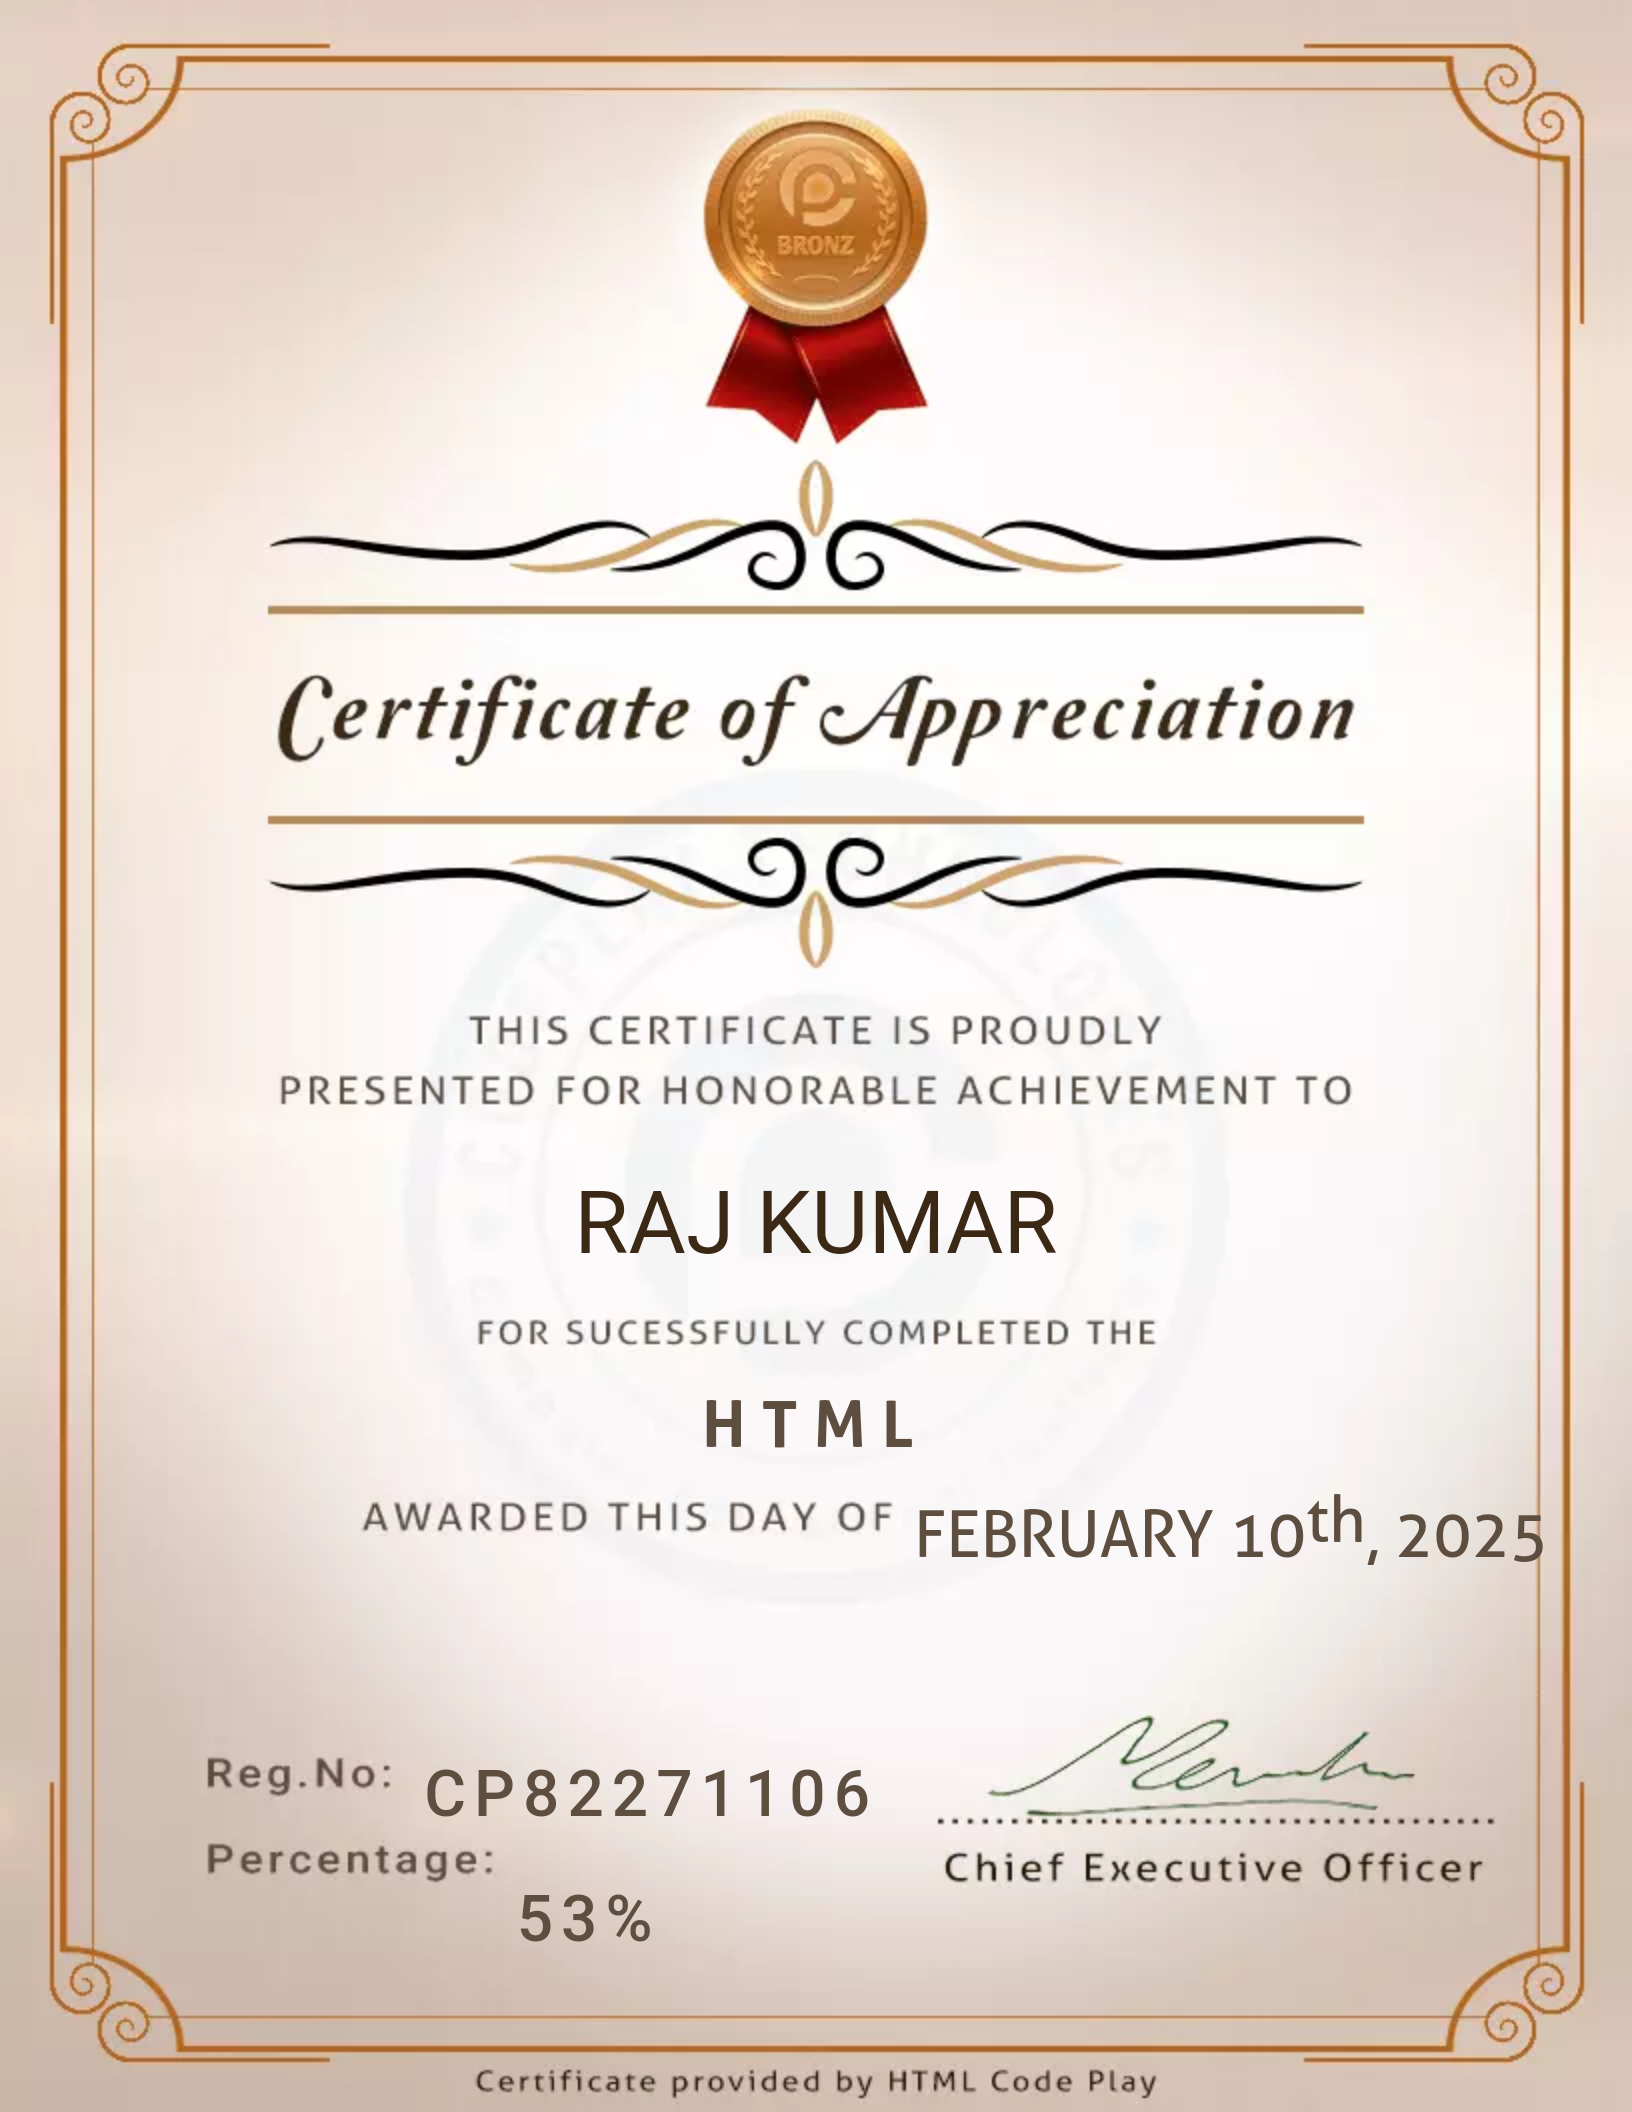 BRONZ
Certificate of Appreciation
THIS CERTIFICATE IS PROUDLY
PRESENTED FOR HONORABLE ACHIEVEMENT TO
RAJ KUMAR
FOR SUCESSFULLY COMPLETED THE
HTML
AWARDED THIS DAY OF FEBRUARY 10th, 2025
Reg.No: CP82271106
Percentage:
53%
Chief Executive Officer
Certificate provided by HTML Code Play